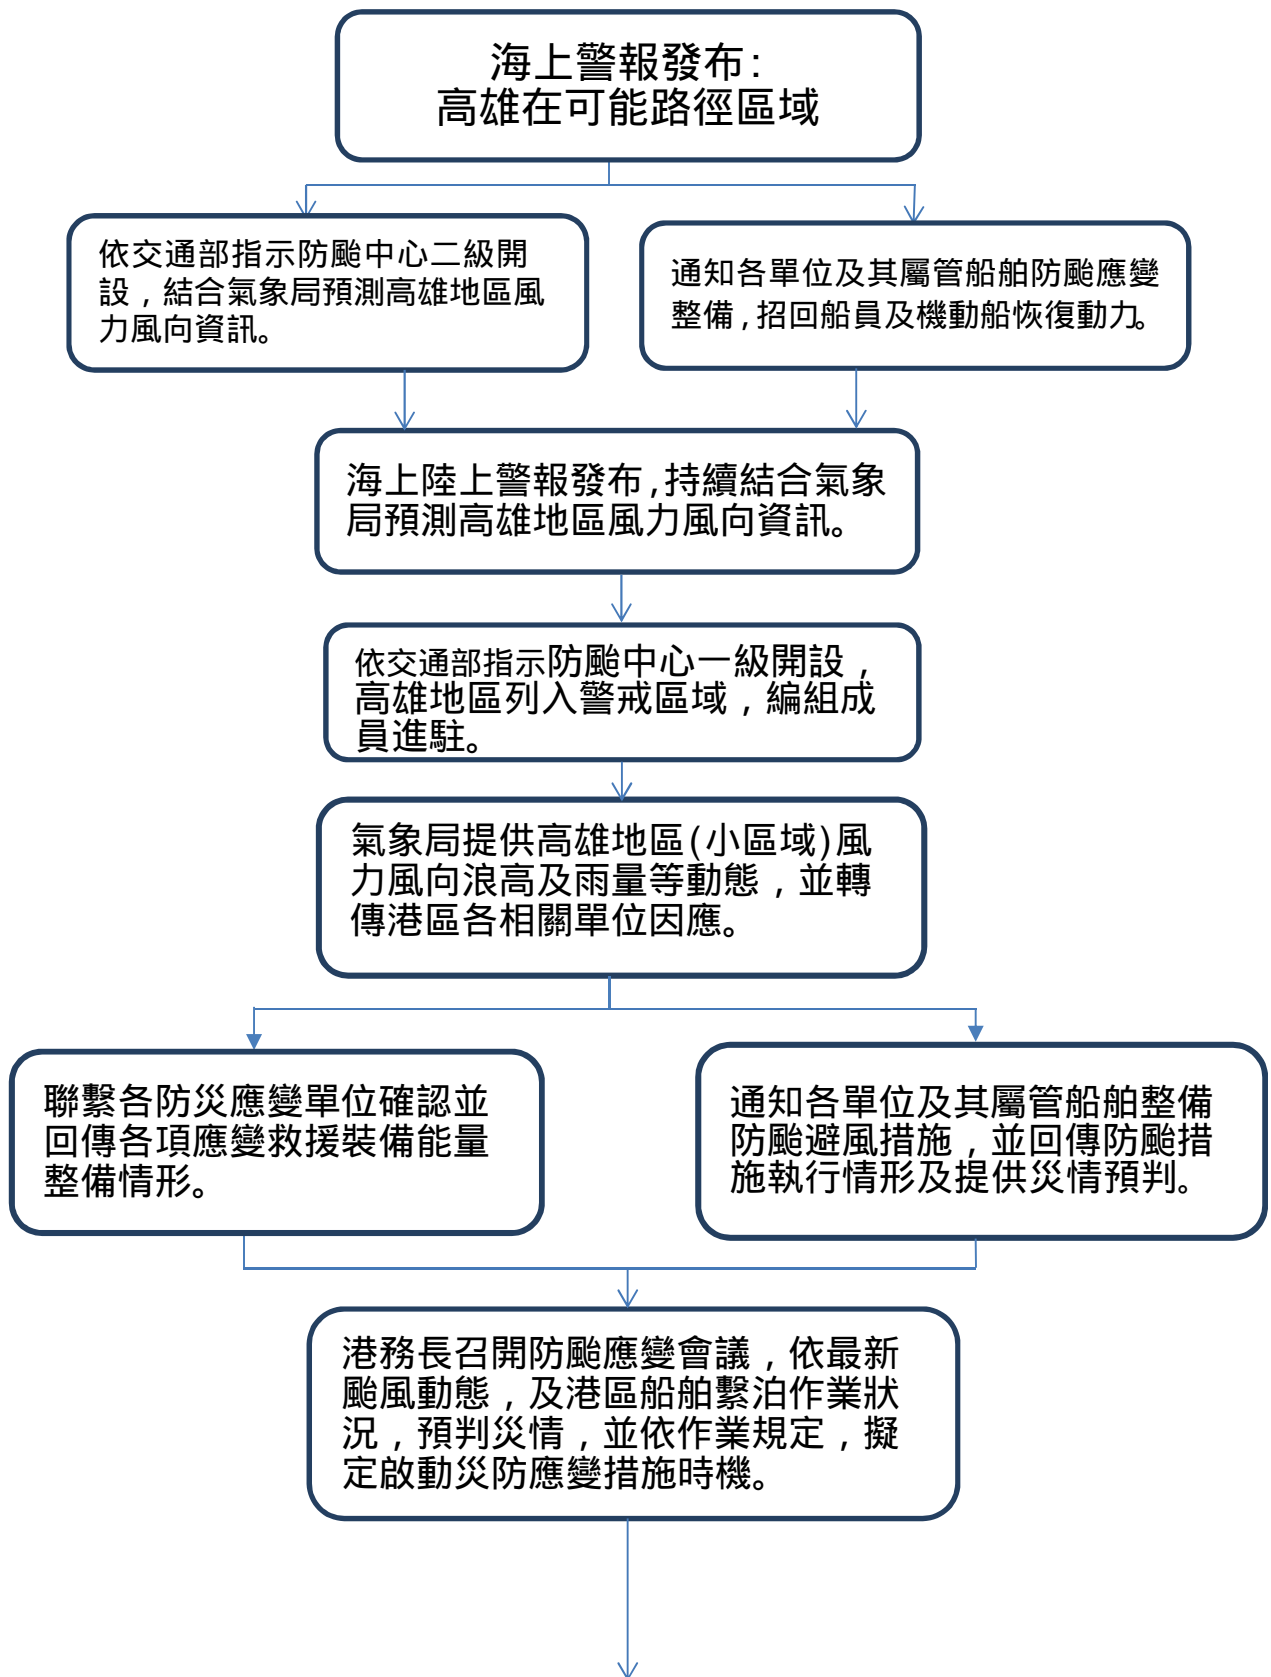 海上警報發布：
高雄在可能路徑區域
依交通部指示防颱中心二級開
設，結合氣象局預測高雄地區風
力風向資訊。
通知各單位及其屬管船舶防颱應變
整備，招回船員及機動船恢復動力。
海上陸上警報發布，持續結合氣象
局預測高雄地區風力風向資訊。
依交通部指示防颱中心一級開設，
高雄地區列入警戒區域，編組成
員進駐。
氣象局提供高雄地區(小區域)風
力風向浪高及雨量等動態，並轉
傳港區各相關單位因應。
聯繫各防災應變單位確認並
回傳各項應變救援裝備能量
整備情形。
通知各單位及其屬管船舶整備
防颱避風措施，並回傳防颱措
施執行情形及提供災情預判。
港務長召開防颱應變會議，依最新
颱風動態，及港區船舶繫泊作業狀
況，預判災情，並依作業規定，擬
定啟動災防應變措施時機。